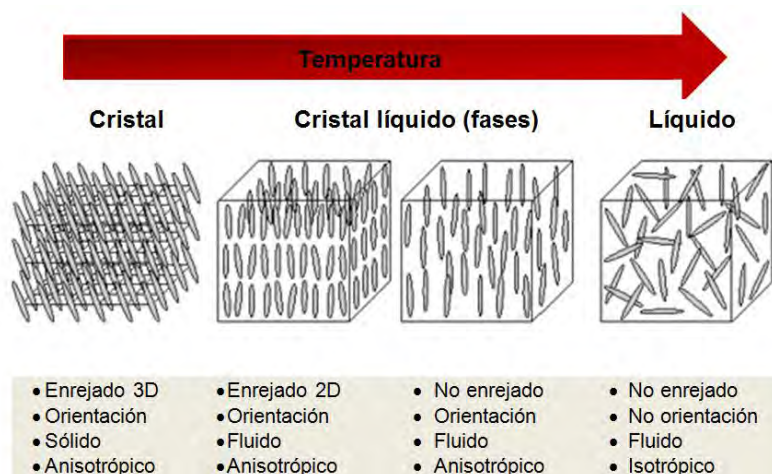 Temperatura
Cristal
Cristal líquido (fases)
Líquido
• Enrejado 3D
• Orientación
• Sólido
• Anisotrópico
• Enrejado 2D
• Orientación
• Fluido
• Anisotrópico
• No enrejado
• Orientación
• Fluido
• Anisotrópico
• No enrejado
• No orientación
• Fluido
• Isotrópico